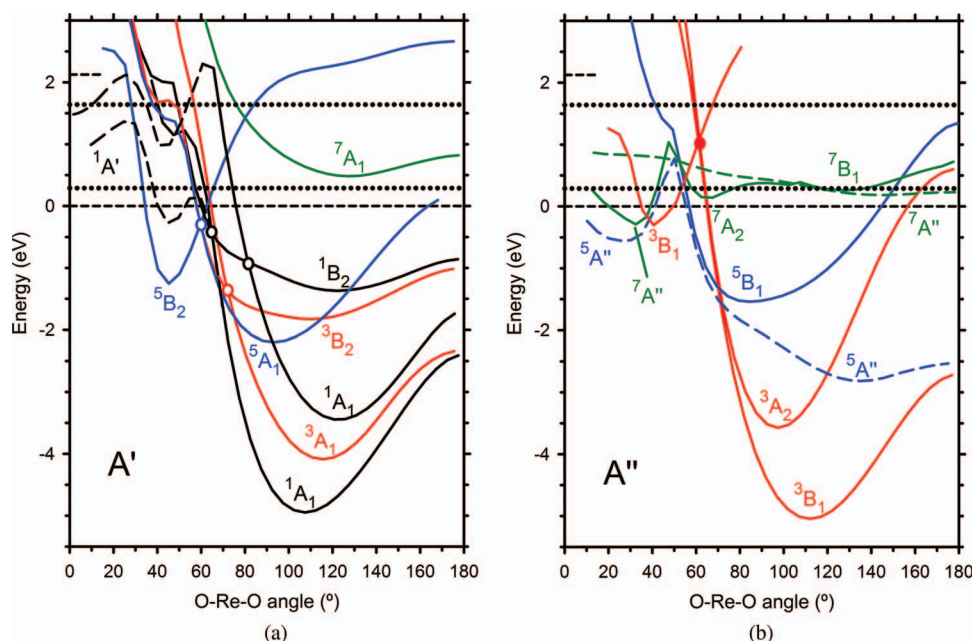 2
0
-2
-4
Energy (eV)
¹A'
⁵B₂
⁷A₁
¹B₂
³B₂
⁵A₁
¹A₁
³A₁
¹A₁
A'
0 20 40 60 80 100 120 140 160 180
O-Re-O angle (º)
(a)
2
0
-2
-4
Energy (eV)
⁷B₁
⁵A"
³B₁
⁷A₂
⁷A"
⁷A"
⁵B₁
⁵A"
³A₂
³B₁
A"
0 20 40 60 80 100 120 140 160 180
O-Re-O angle (º)
(b)